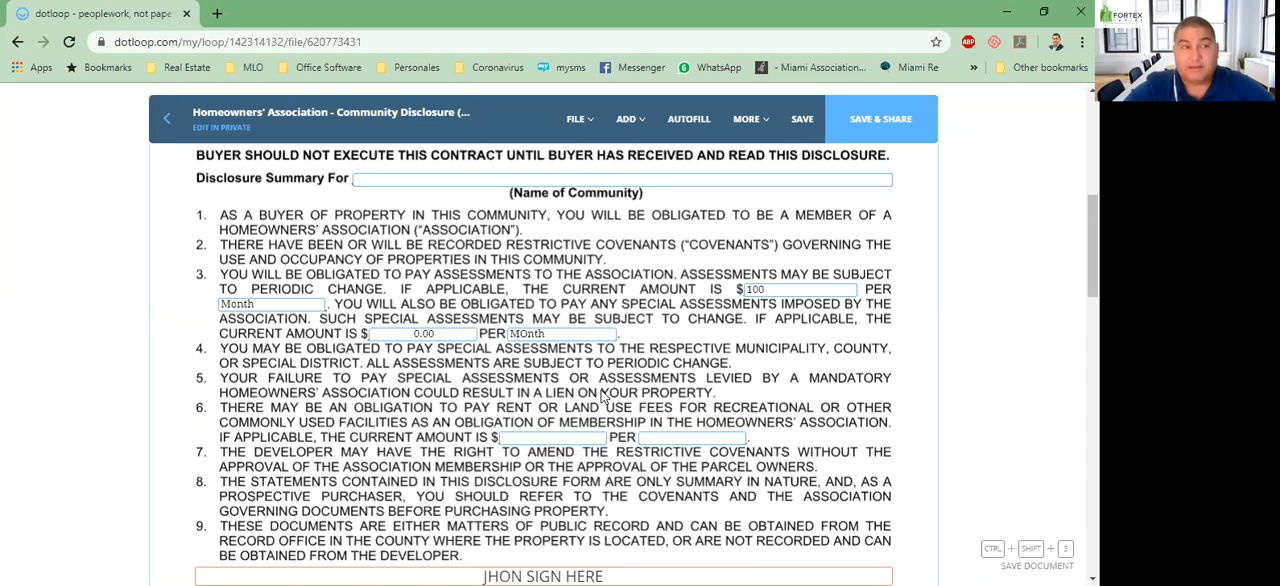 dotloop - peoplework, not pape
dotloop.com/my/loop/142314132/file/620773431
ABP
Apps Bookmarks Real Estate MLO Office Software Personales Coronavirus mysms Messenger WhatsApp - Miami Association... Miami Re » Other bookmarks
FORTEX
Homeowners' Association - Community Disclosure (...
EDIT IN PRIVATE
FILE ADD AUTOFILL MORE SAVE SAVE & SHARE
BUYER SHOULD NOT EXECUTE THIS CONTRACT UNTIL BUYER HAS RECEIVED AND READ THIS DISCLOSURE.
Disclosure Summary For
(Name of Community)
1. AS A BUYER OF PROPERTY IN THIS COMMUNITY, YOU WILL BE OBLIGATED TO BE A MEMBER OF A
HOMEOWNERS' ASSOCIATION ("ASSOCIATION").
2. THERE HAVE BEEN OR WILL BE RECORDED RESTRICTIVE COVENANTS ("COVENANTS") GOVERNING THE
USE AND OCCUPANCY OF PROPERTIES IN THIS COMMUNITY.
3. YOU WILL BE OBLIGATED TO PAY ASSESSMENTS TO THE ASSOCIATION. ASSESSMENTS MAY BE SUBJECT
TO PERIODIC CHANGE. IF APPLICABLE, THE CURRENT AMOUNT IS $ 100 PER
Month . YOU WILL ALSO BE OBLIGATED TO PAY ANY SPECIAL ASSESSMENTS IMPOSED BY THE
ASSOCIATION. SUCH SPECIAL ASSESSMENTS MAY BE SUBJECT TO CHANGE. IF APPLICABLE, THE
CURRENT AMOUNT IS $ 0.00 PER MOnth .
4. YOU MAY BE OBLIGATED TO PAY SPECIAL ASSESSMENTS TO THE RESPECTIVE MUNICIPALITY, COUNTY,
OR SPECIAL DISTRICT. ALL ASSESSMENTS ARE SUBJECT TO PERIODIC CHANGE.
5. YOUR FAILURE TO PAY SPECIAL ASSESSMENTS OR ASSESSMENTS LEVIED BY A MANDATORY
HOMEOWNERS' ASSOCIATION COULD RESULT IN A LIEN ON YOUR PROPERTY.
6. THERE MAY BE AN OBLIGATION TO PAY RENT OR LAND USE FEES FOR RECREATIONAL OR OTHER
COMMONLY USED FACILITIES AS AN OBLIGATION OF MEMBERSHIP IN THE HOMEOWNERS' ASSOCIATION.
IF APPLICABLE, THE CURRENT AMOUNT IS $ PER .
7. THE DEVELOPER MAY HAVE THE RIGHT TO AMEND THE RESTRICTIVE COVENANTS WITHOUT THE
APPROVAL OF THE ASSOCIATION MEMBERSHIP OR THE APPROVAL OF THE PARCEL OWNERS.
8. THE STATEMENTS CONTAINED IN THIS DISCLOSURE FORM ARE ONLY SUMMARY IN NATURE, AND, AS A
PROSPECTIVE PURCHASER, YOU SHOULD REFER TO THE COVENANTS AND THE ASSOCIATION
GOVERNING DOCUMENTS BEFORE PURCHASING PROPERTY.
9. THESE DOCUMENTS ARE EITHER MATTERS OF PUBLIC RECORD AND CAN BE OBTAINED FROM THE
RECORD OFFICE IN THE COUNTY WHERE THE PROPERTY IS LOCATED, OR ARE NOT RECORDED AND CAN
BE OBTAINED FROM THE DEVELOPER.
JHON SIGN HERE
CTRL + SHIFT + S
SAVE DOCUMENT